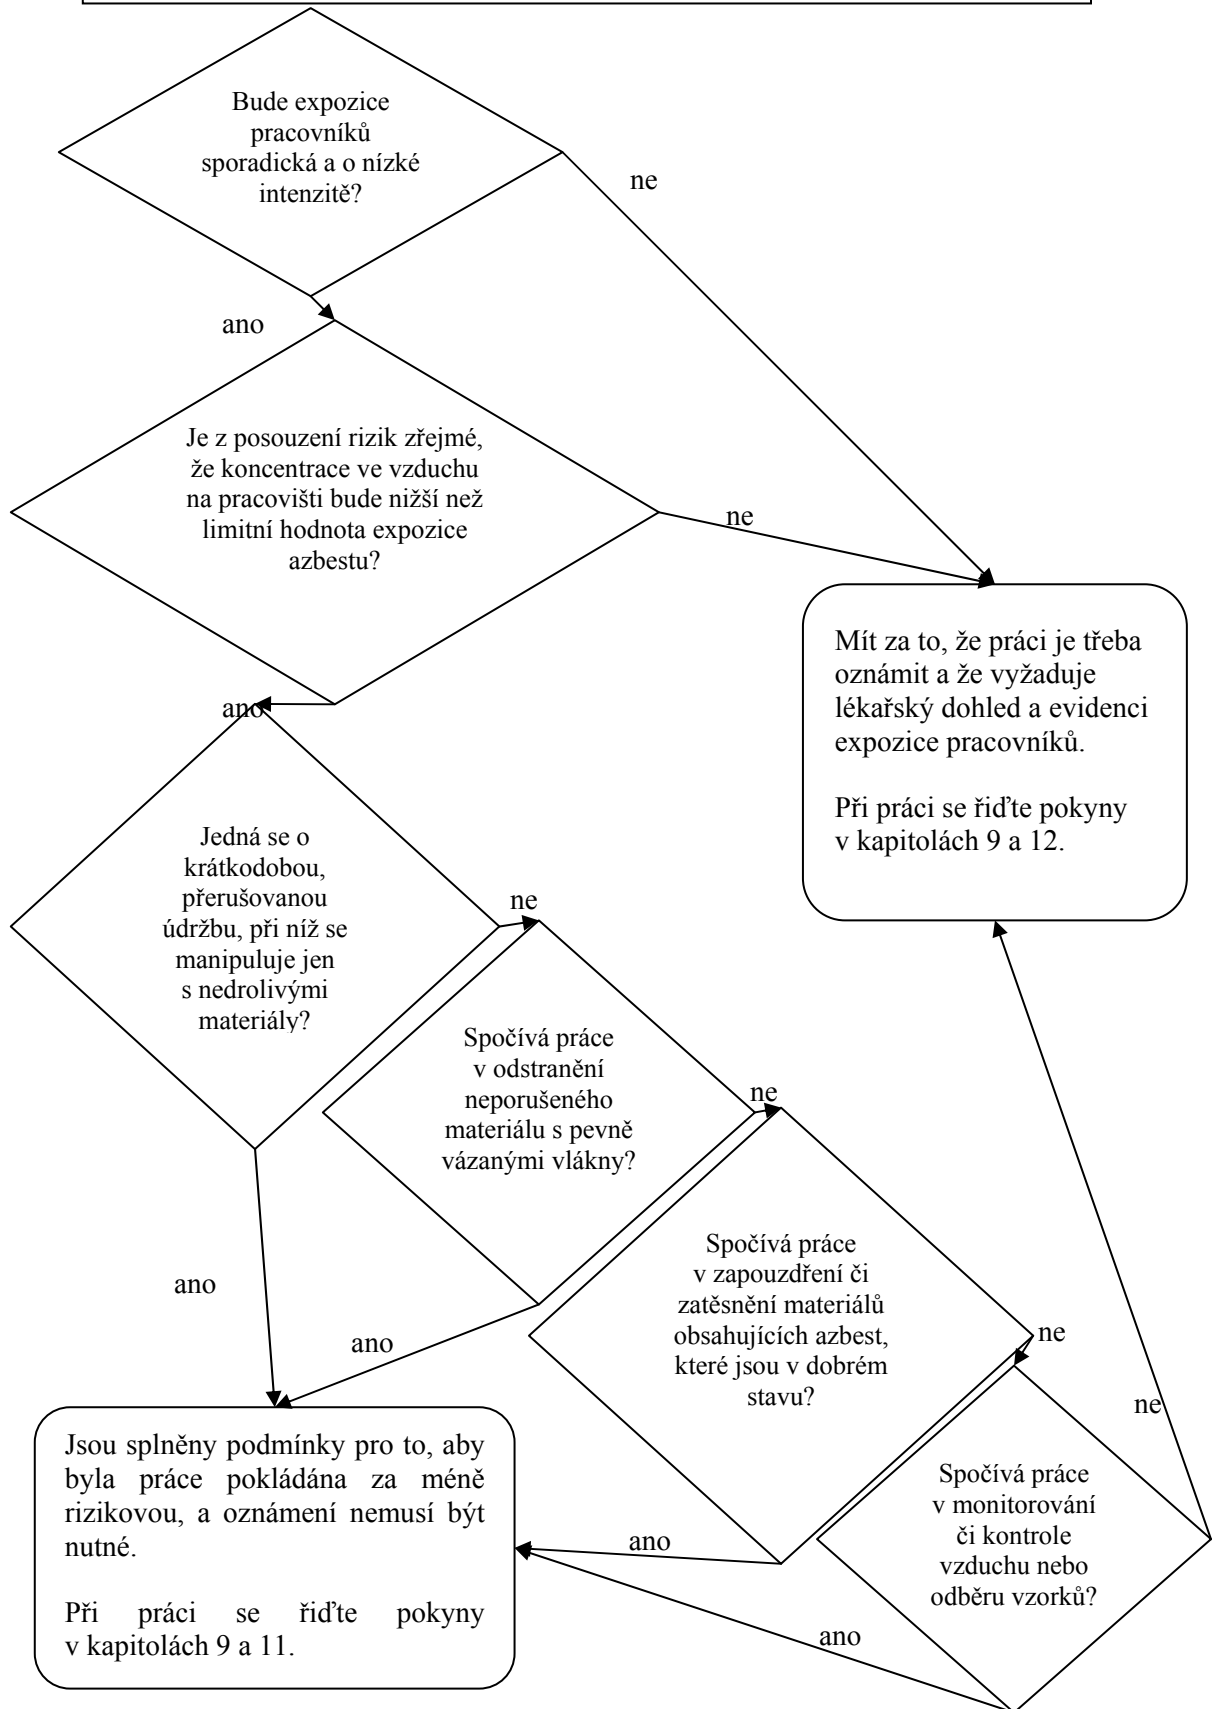 Bude expozice
pracovníků
sporadická a o nízké
intenzitě?
ne
ano
Je z posouzení rizik zřejmé,
že koncentrace ve vzduchu
na pracovišti bude nižší než
limitní hodnota expozice
azbestu?
ne
Mít za to, že práci je třeba
oznámit a že vyžaduje
lékařský dohled a evidenci
expozice pracovníků.
Při práci se řiďte pokyny
v kapitolách 9 a 12.
ano
Jedná se o
krátkodobou,
přerušovanou
údržbu, při níž se
manipuluje jen
s nedrolivými
materiály?
ne
Spočívá práce
v odstranění
neporušeného
materiálu s pevně
vázanými vlákny?
ne
Spočívá práce
v zapouzdření či
zatěsnění materiálů
obsahujících azbest,
které jsou v dobrém
stavu?
ne
ano
ano
ne
Spočívá práce
v monitorování
či kontrole
vzduchu nebo
odběru vzorků?
Jsou splněny podmínky pro to, aby
byla práce pokládána za méně
rizikovou, a oznámení nemusí být
nutné.
Při práci se řiďte pokyny
v kapitolách 9 a 11.
ano
ano